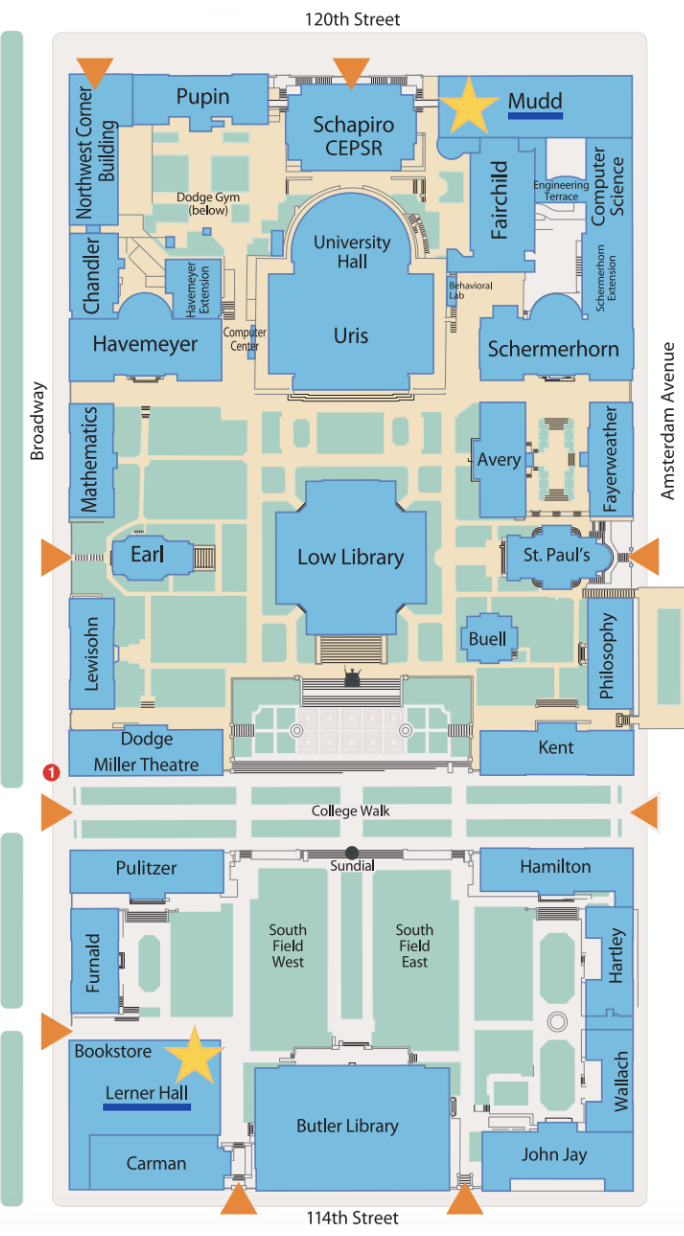 120th Street
Pupin
Mudd
Schapiro
CEPSR
Northwest Corner
Building
Fairchild
Engineering
Terrace
Computer
Science
Dodge Gym
(below)
University
Hall
Chandler
Havemeyer
Extension
Behavioral
Lab
Schermerhorn
Extension
Computer
Center
Uris
Havemeyer
Schermerhorn
Broadway
Amsterdam Avenue
Mathematics
Avery
Fayerweather
Earl
Low Library
St. Paul's
Lewisohn
Buell
Philosophy
Dodge
Miller Theatre
Kent
1
College Walk
Sundial
Pulitzer
Hamilton
Furnald
South
Field
West
South
Field
East
Hartley
Bookstore
Lerner Hall
Wallach
Butler Library
Carman
John Jay
114th Street